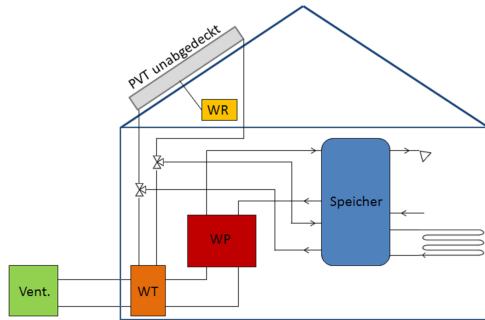 PVT unabgedeckt
WR
Speicher
WP
Vent.
WT